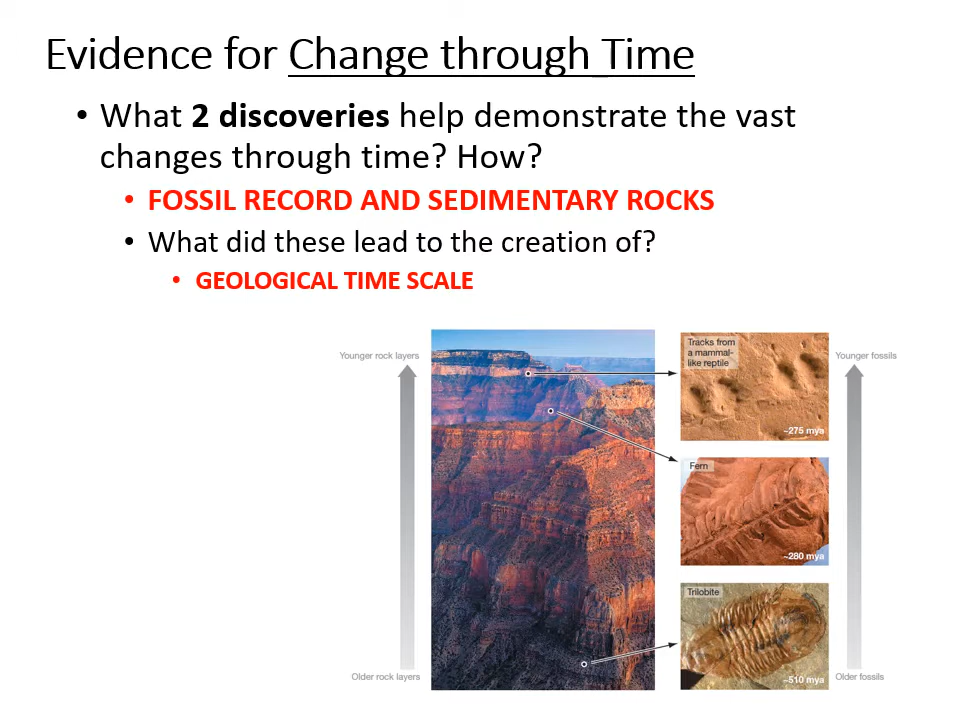 Evidence for Change through Time
• What 2 discoveries help demonstrate the vast
changes through time? How?
• FOSSIL RECORD AND SEDIMENTARY ROCKS
• What did these lead to the creation of?
• GEOLOGICAL TIME SCALE
Younger rock layers
Older rock layers
Tracks from
a mammal-
like reptile
~275 mya
Fern
~280 mya
Trilobite
~510 mya
Younger fossils
Older fossils